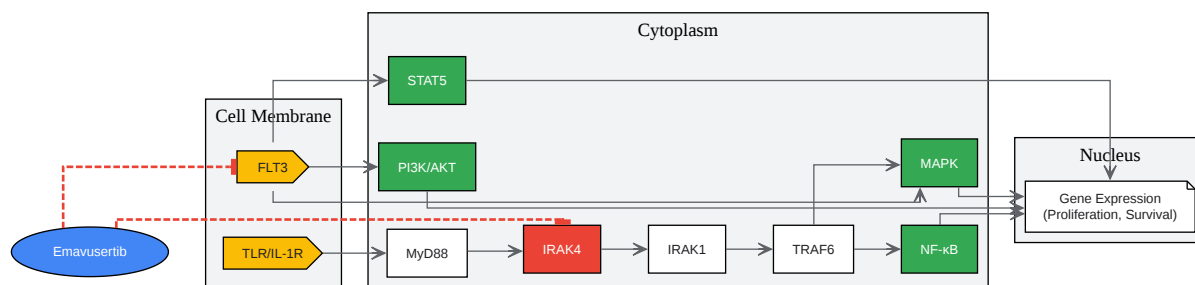 Cytoplasm
STAT5
Cell Membrane
FLT3
PI3K/AKT
MAPK
Nucleus
Gene Expression
(Proliferation, Survival)
Emavusertib
TLR/IL-1R
MyD88
IRAK4
IRAK1
TRAF6
NF-κB